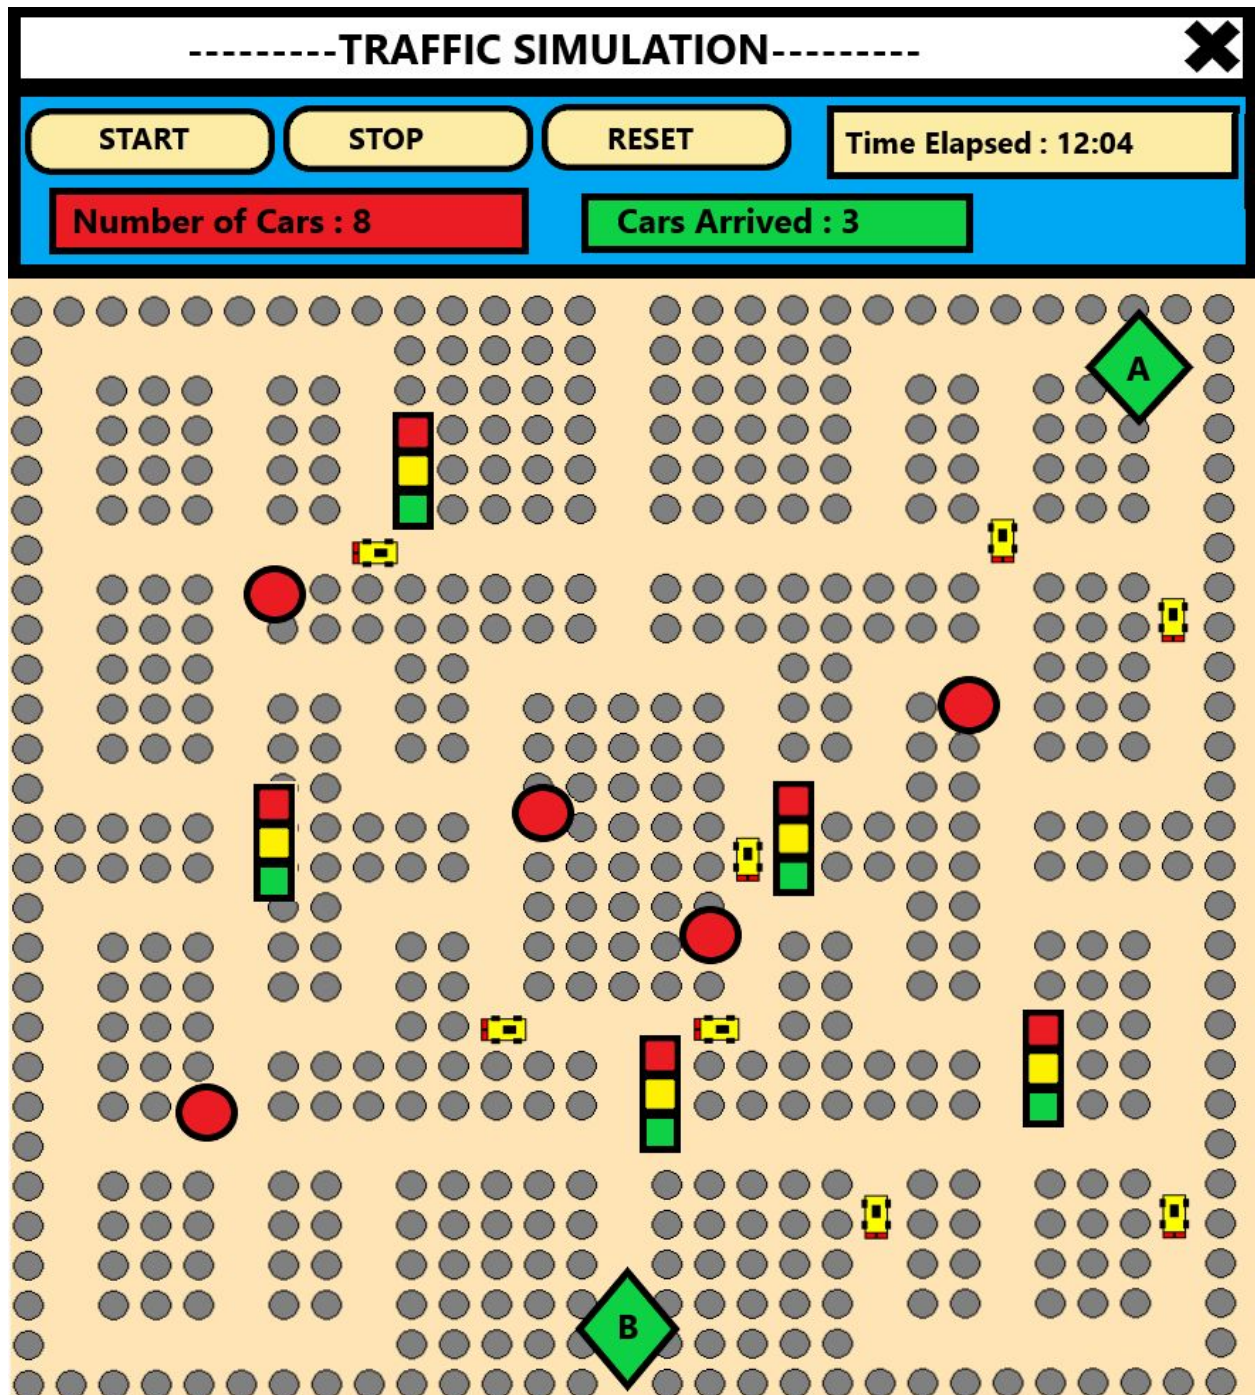 ---------TRAFFIC SIMULATION---------
START STOP RESET Time Elapsed : 12:04
Number of Cars : 8 Cars Arrived : 3
A
B